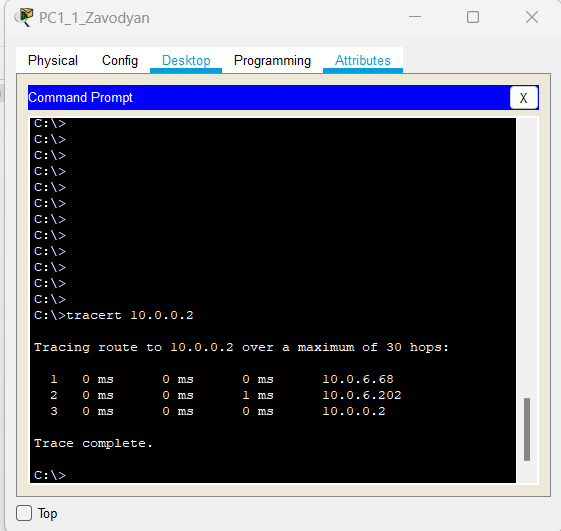 PC1_1_Zavodyan
Physical Config Desktop Programming Attributes
Command Prompt X
C:\>
C:\>
C:\>
C:\>
C:\>
C:\>
C:\>
C:\>
C:\>
C:\>
C:\>
C:\>
C:\>tracert 10.0.0.2
Tracing route to 10.0.0.2 over a maximum of 30 hops:
1 0 ms 0 ms 0 ms 10.0.6.68
2 0 ms 0 ms 1 ms 10.0.6.202
3 0 ms 0 ms 0 ms 10.0.0.2
Trace complete.
C:\>
Top